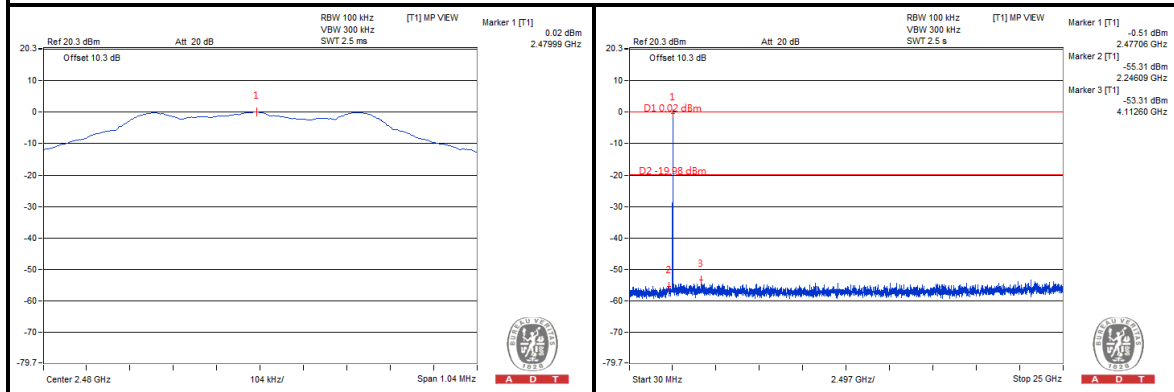 RBW 100 kHz [T1] MP VIEW
VBW 300 kHz
Ref 20.3 dBm Att 20 dB SWT 2.5 ms
Marker 1 [T1]
0.02 dBm
2.47999 GHz
20.3
Offset 10.3 dB
10
0
-10
-20
-30
-40
-50
-60
-70
-79.7
1
Center 2.48 GHz 104 kHz/ Span 1.04 MHz
BUREAU VERITAS
1828
A D T
RBW 100 kHz [T1] MP VIEW
VBW 300 kHz
Ref 20.3 dBm Att 20 dB SWT 2.5 s
Marker 1 [T1]
-0.51 dBm
2.47706 GHz
Marker 2 [T1]
-55.31 dBm
2.24609 GHz
Marker 3 [T1]
-53.31 dBm
4.11260 GHz
20.3
Offset 10.3 dB
10
0
-10
-20
-30
-40
-50
-60
-70
-79.7
1
D1 0.02 dBm
D2 -19.98 dBm
2
3
Start 30 MHz 2.497 GHz/ Stop 25 GHz
BUREAU VERITAS
1828
A D T